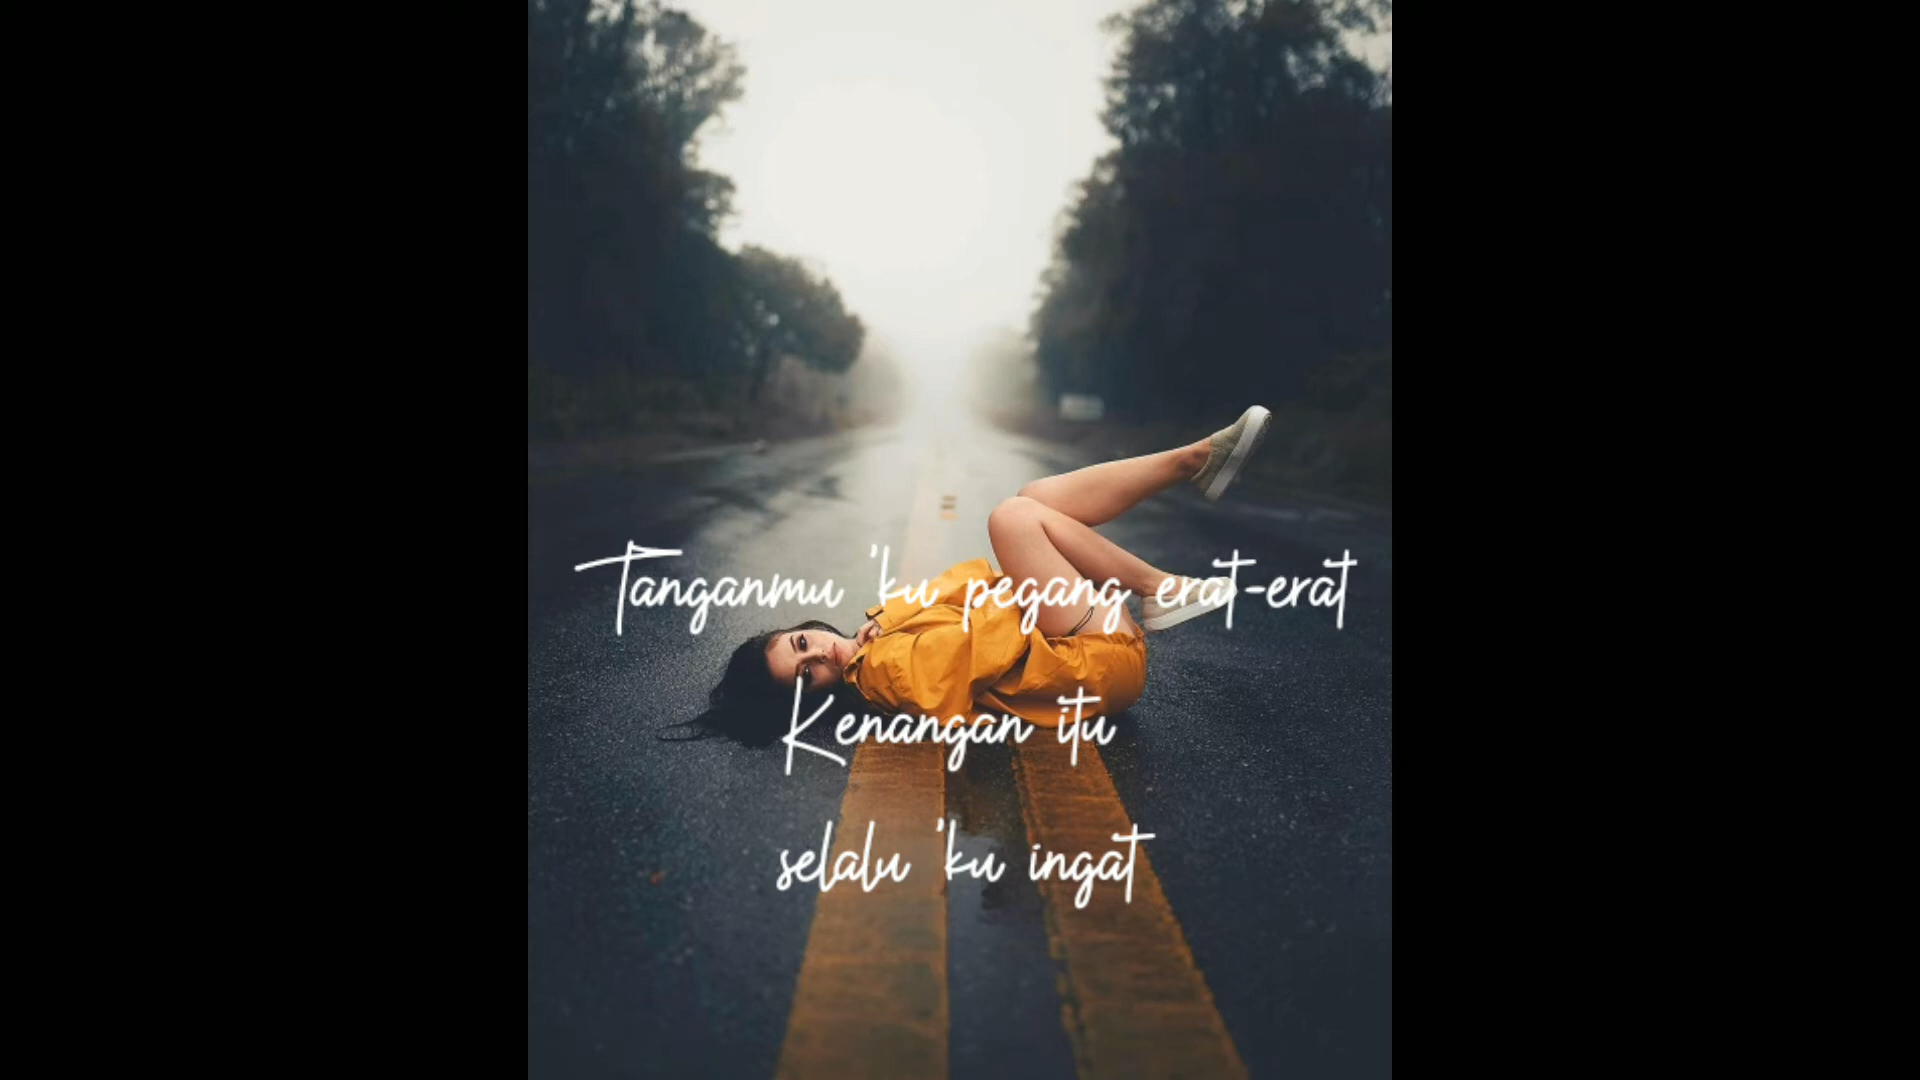 Tanganmu 'ku pegang erat-erat
Kenangan itu
selalu 'ku ingat